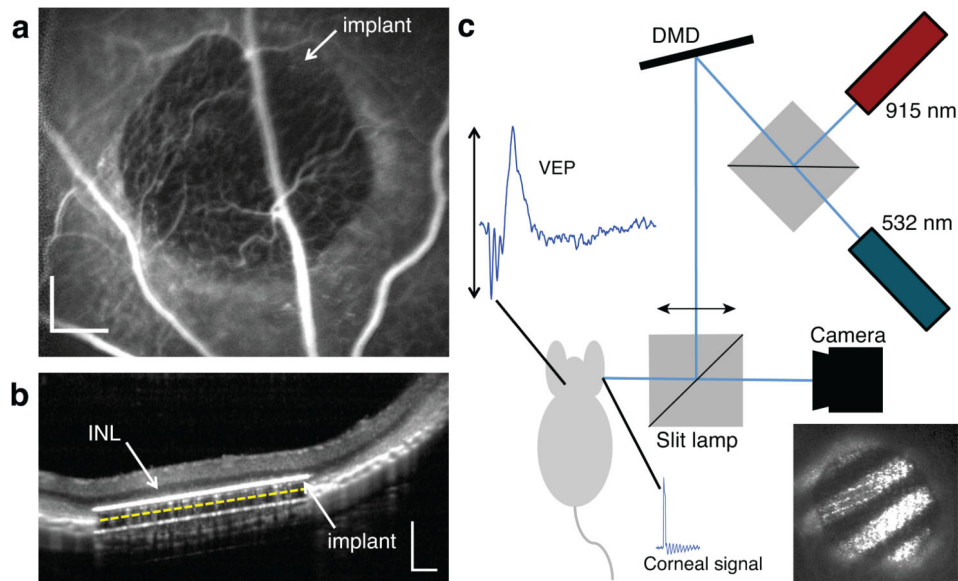 a
implant
b
INL
implant
c
DMD
915 nm
532 nm
VEP
Camera
Slit lamp
Corneal signal